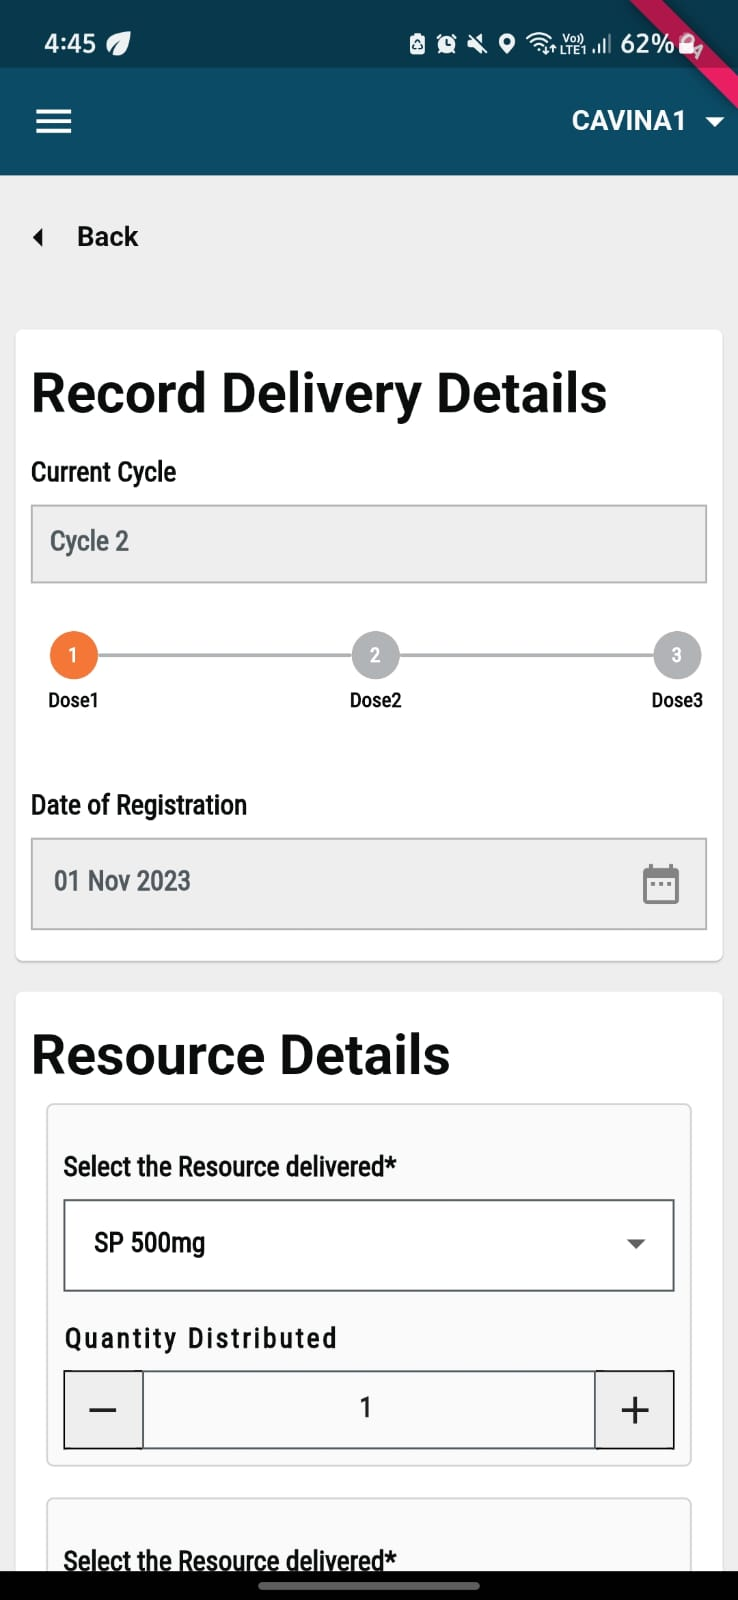 4:45
Vo)) LTE1 62%
CAVINA1
Back
Record Delivery Details
Current Cycle
Cycle 2
1 2 3
Dose1 Dose2 Dose3
Date of Registration
01 Nov 2023
Resource Details
Select the Resource delivered*
SP 500mg
Quantity Distributed
− 1 +
Select the Resource delivered*